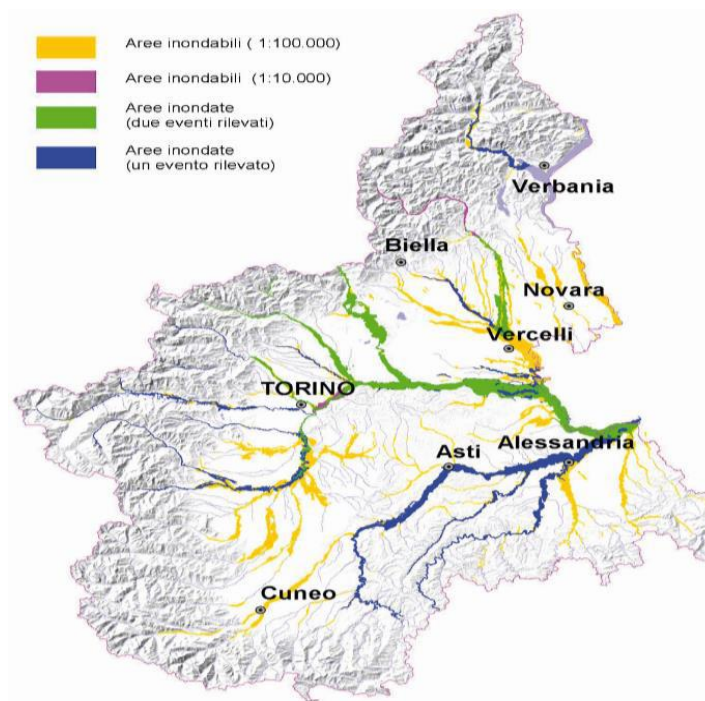 Aree inondabili ( 1:100.000)
Aree inondabili (1:10.000)
Aree inondate
(due eventi rilevati)
Aree inondate
(un evento rilevato)
Verbania
Biella
Novara
Vercelli
TORINO
Asti
Alessandria
Cuneo